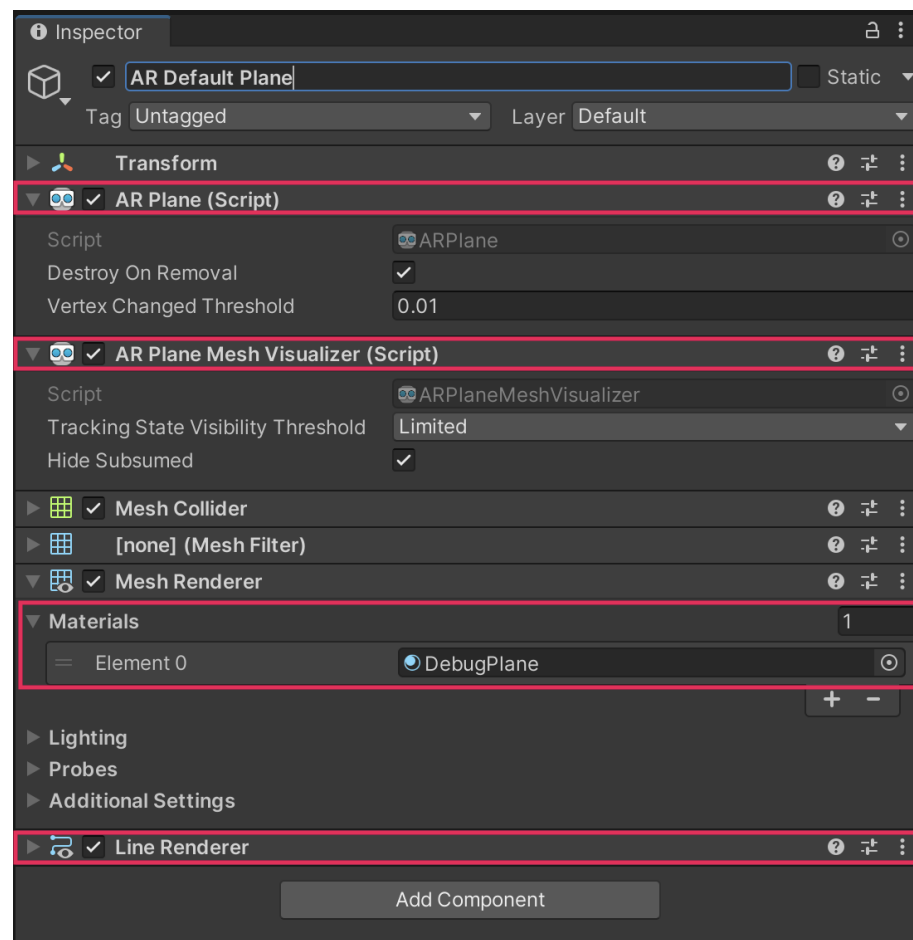 Inspector
AR Default Plane Static
Tag Untagged Layer Default
Transform
AR Plane (Script)
Script ARPlane
Destroy On Removal
Vertex Changed Threshold 0.01
AR Plane Mesh Visualizer (Script)
Script ARPlaneMeshVisualizer
Tracking State Visibility Threshold Limited
Hide Subsumed
Mesh Collider
[none] (Mesh Filter)
Mesh Renderer
Materials 1
Element 0 DebugPlane
+ −
Lighting
Probes
Additional Settings
Line Renderer
Add Component